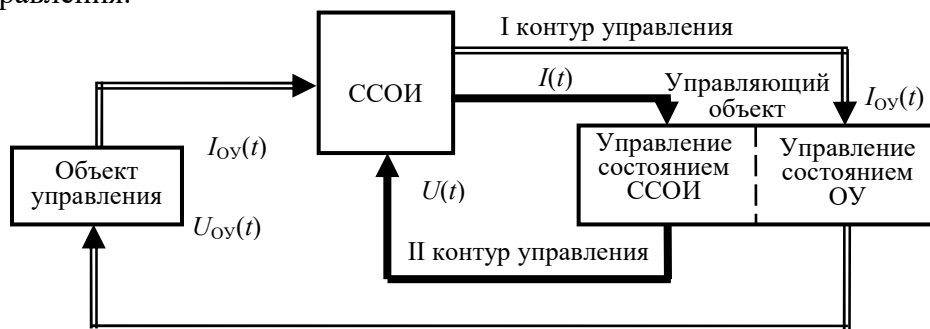 равления.
I контур управления
ССОИ
I(t)
Управляющий
объект
IОУ(t)
IОУ(t)
Объект
управления
Управление
состоянием
ССОИ
Управление
состоянием
ОУ
U(t)
UОУ(t)
II контур управления